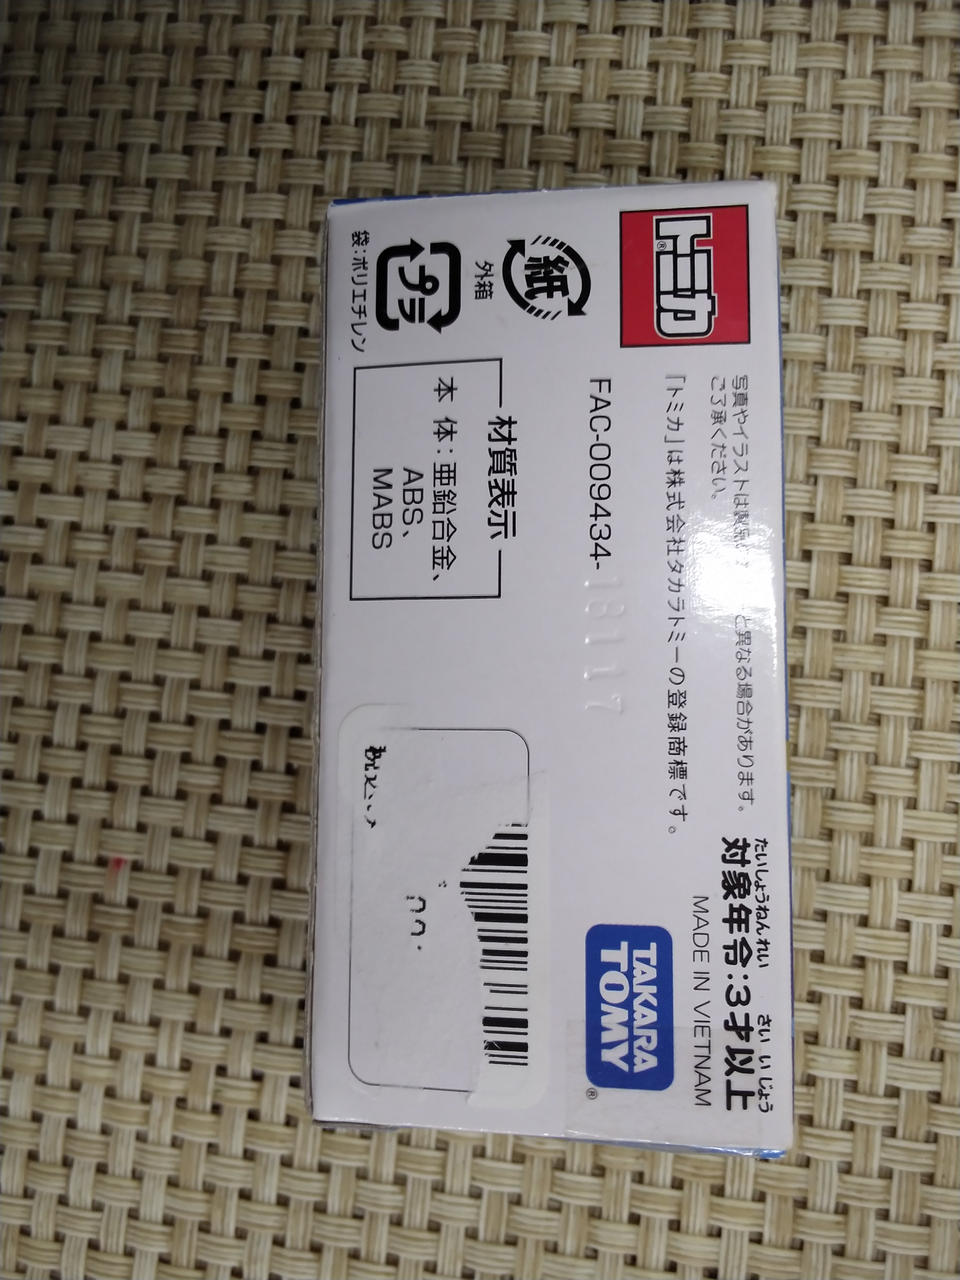 トミカ
®
写真やイラストは製品
と異なる場合があります。
ご了承ください。
「トミカ」は株式会社タカラトミーの登録商標です。
FAC-009434-
18117
たいしょうねんれい さい いじょう
対象年令:3才以上
MADE IN VIETNAM
TAKARA
TOMY
®
紙
外箱
プラ
袋:ポリエチレン
材質表示
本 体:亜鉛合金、
ABS、
MABS